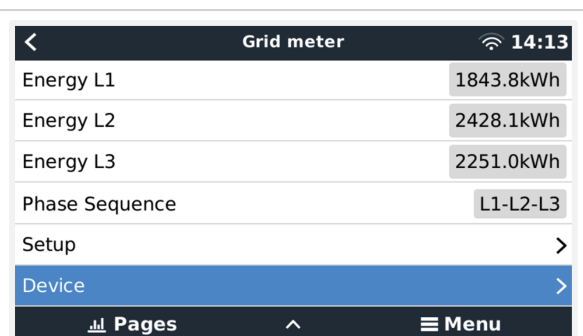 Grid meter 14:13
Energy L1 1843.8kWh
Energy L2 2428.1kWh
Energy L3 2251.0kWh
Phase Sequence L1-L2-L3
Setup
Device
Pages Menu